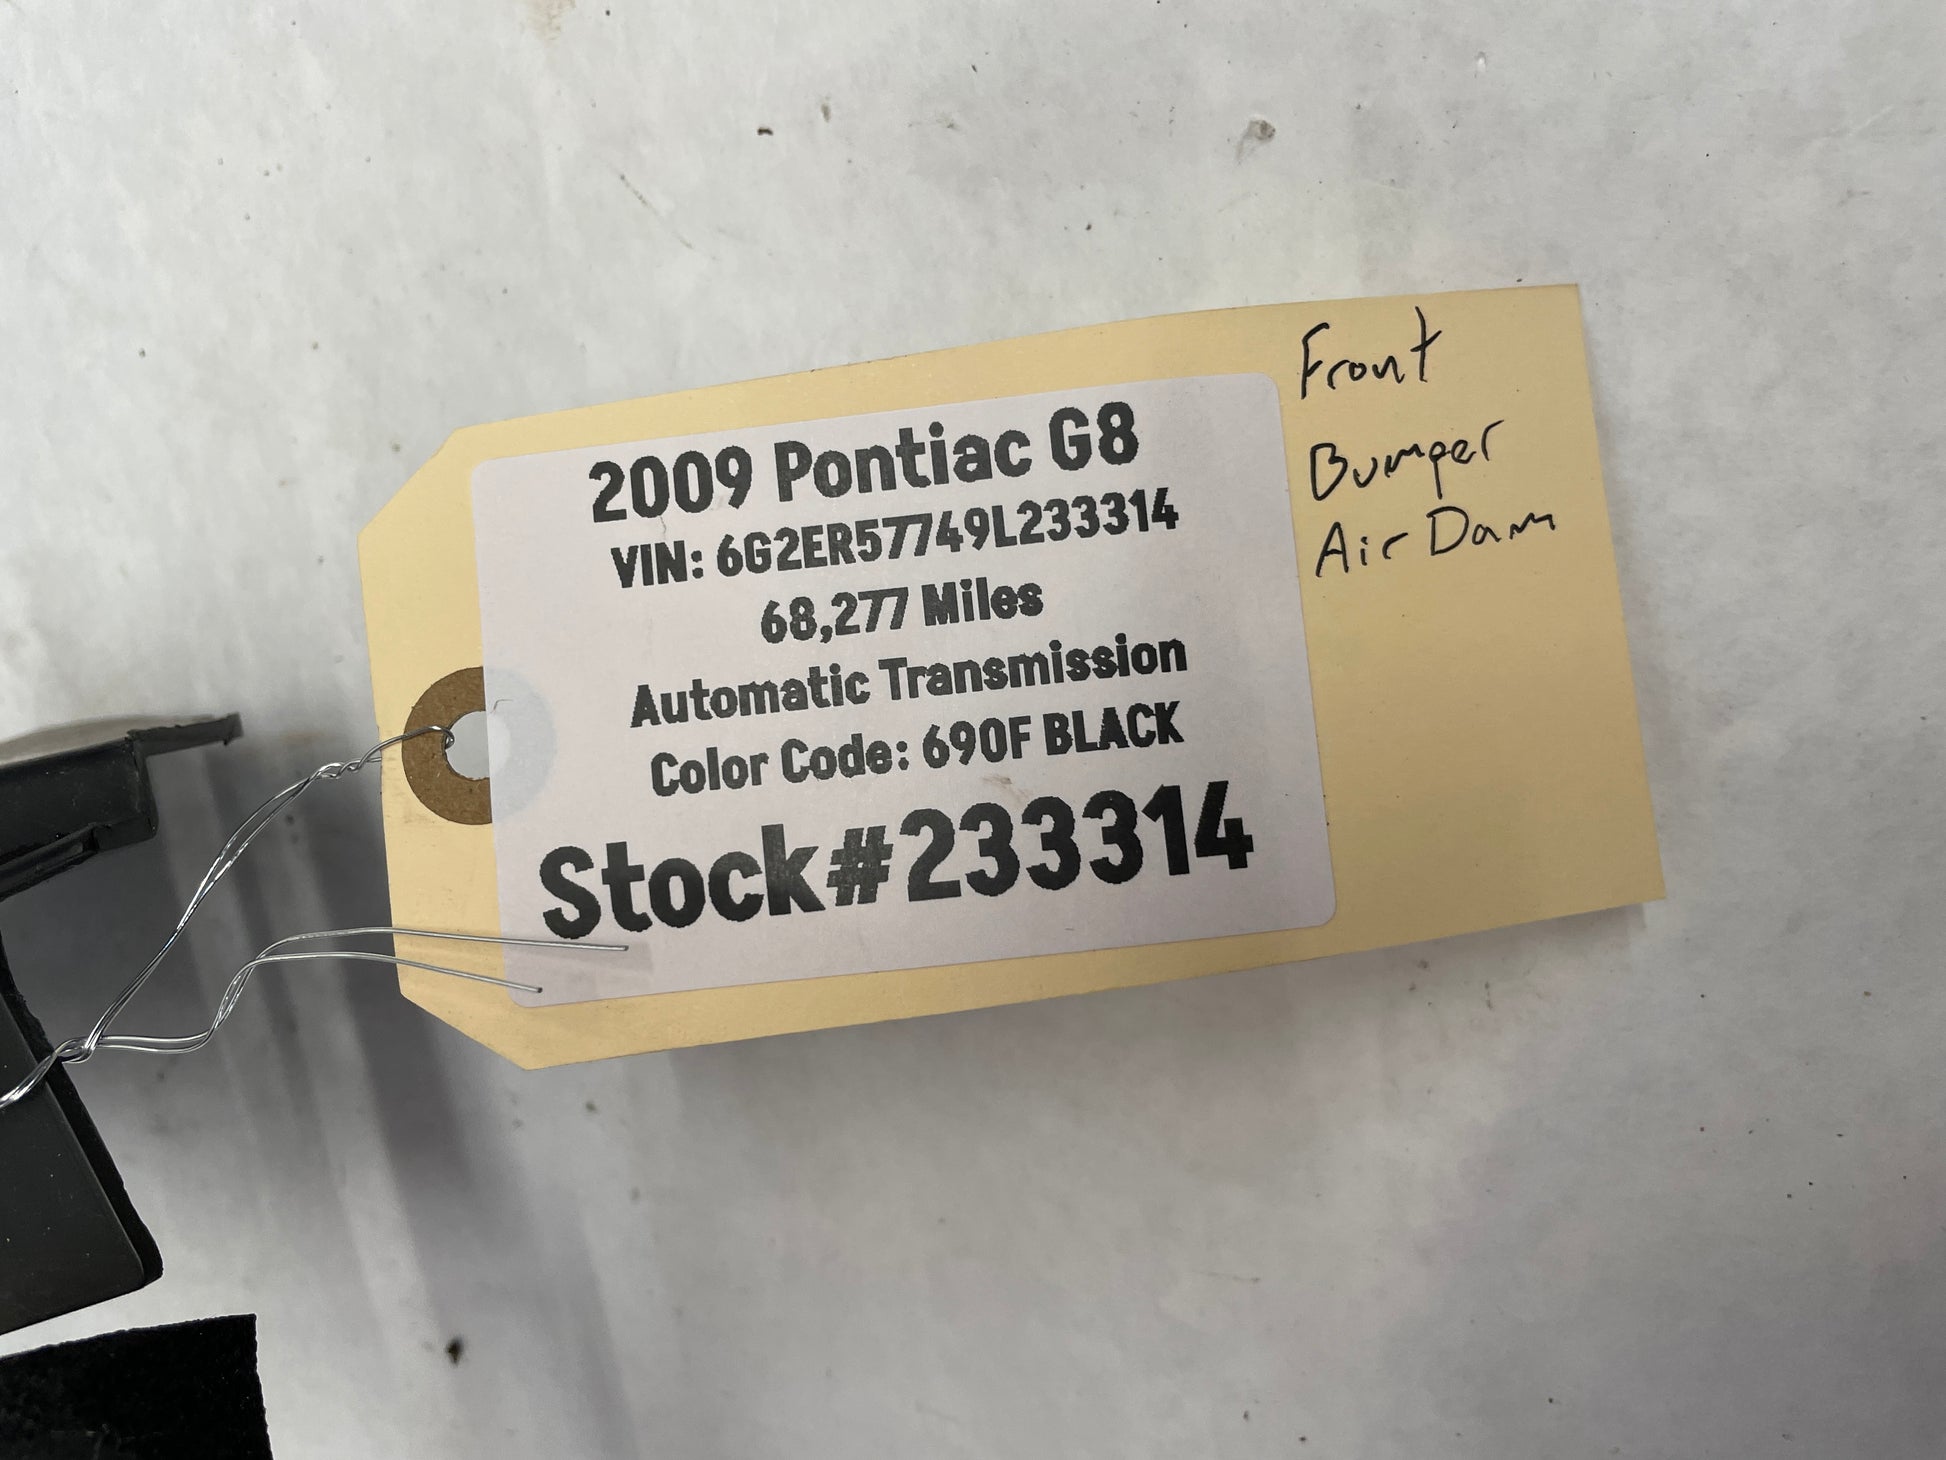 2009 Pontiac G8
VIN: 6G2ER57749L233314
68,277 Miles
Automatic Transmission
Color Code: 690F BLACK
Stock#233314
Front
Bumper
Air Dam